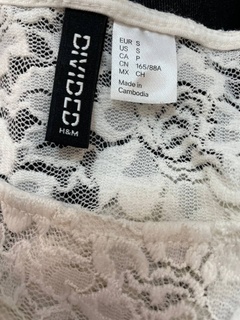 DIVIDED
H&M
EUR S
US S
CA P
CN 165/88A
MX CH
Made in
Cambodia